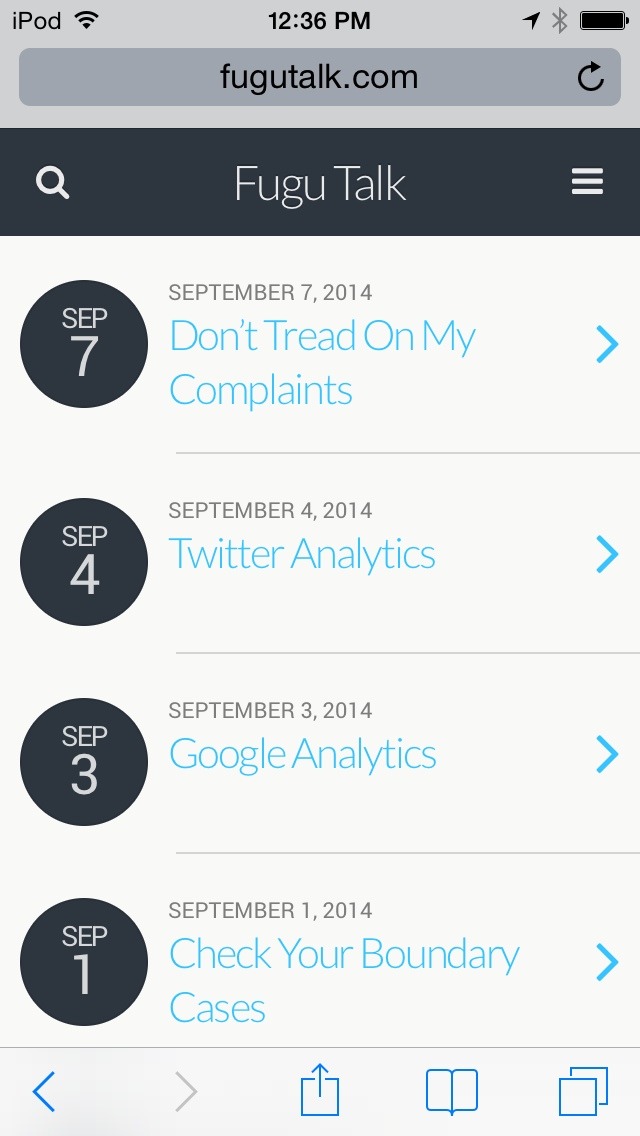 iPod 12:36 PM
fugutalk.com
Fugu Talk
SEP
7
SEPTEMBER 7, 2014
Don’t Tread On My
Complaints
SEP
4
SEPTEMBER 4, 2014
Twitter Analytics
SEP
3
SEPTEMBER 3, 2014
Google Analytics
SEP
1
SEPTEMBER 1, 2014
Check Your Boundary
Cases